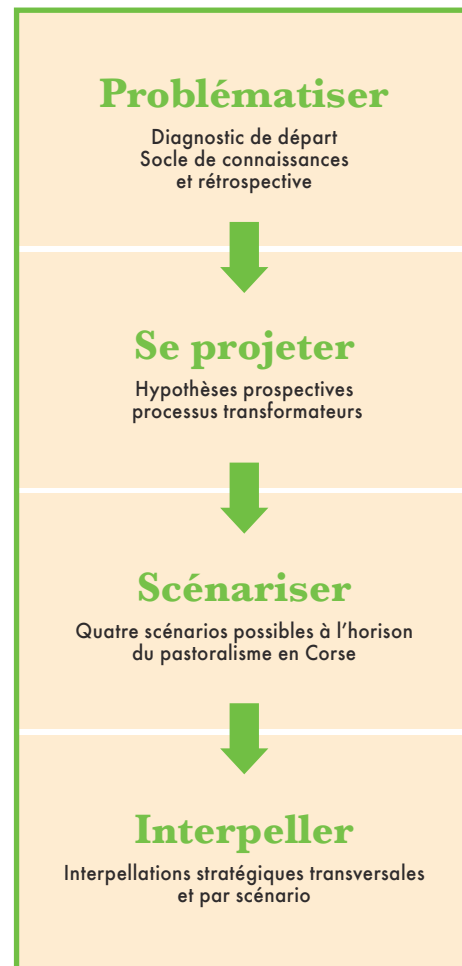 Problématiser
Diagnostic de départ
Socle de connaissances
et rétrospective
Se projeter
Hypothèses prospectives
processus transformateurs
Scénariser
Quatre scénarios possibles à l’horison
du pastoralisme en Corse
Interpeller
Interpellations stratégiques transversales
et par scénario